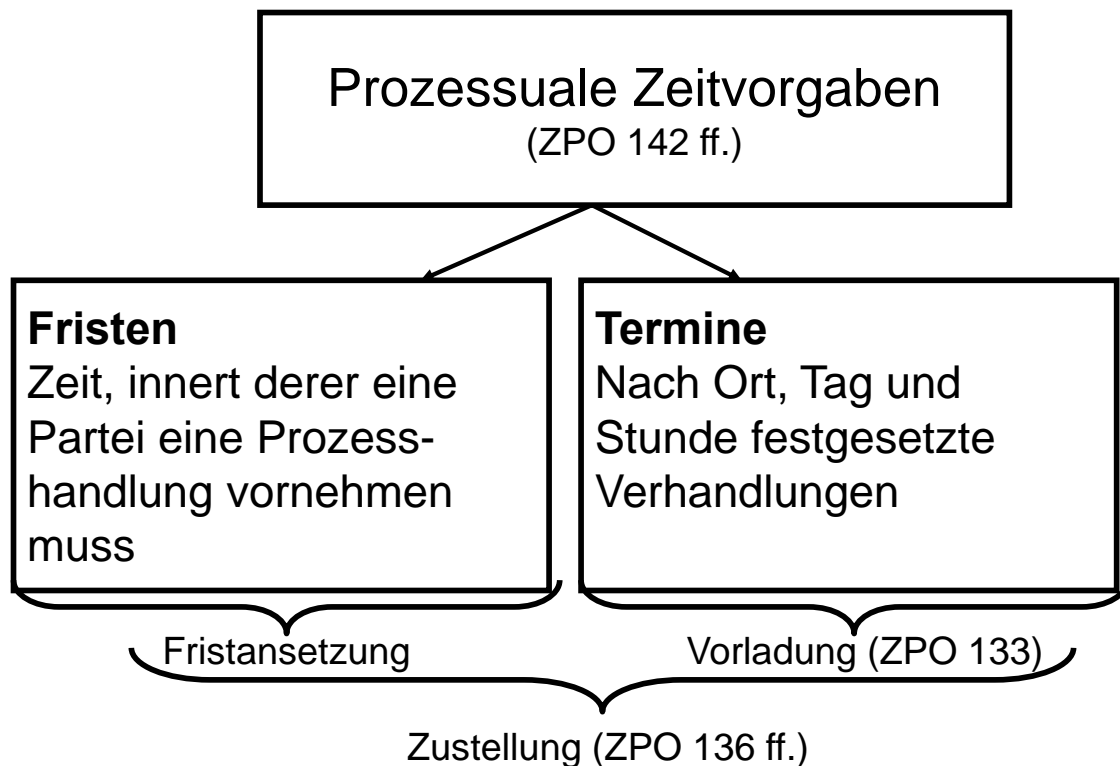 Prozessuale Zeitvorgaben
(ZPO 142 ff.)
Fristen
Zeit, innert derer eine
Partei eine Prozess-
handlung vornehmen
muss
Termine
Nach Ort, Tag und
Stunde festgesetzte
Verhandlungen
Fristansetzung
Vorladung (ZPO 133)
Zustellung (ZPO 136 ff.)